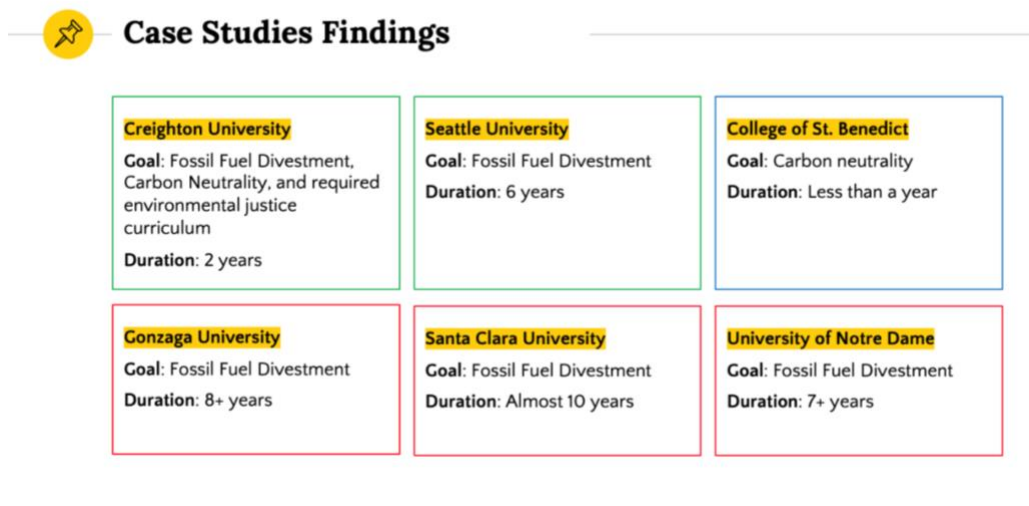 Case Studies Findings
Creighton University
Goal: Fossil Fuel Divestment,
Carbon Neutrality, and required
environmental justice
curriculum
Duration: 2 years
Seattle University
Goal: Fossil Fuel Divestment
Duration: 6 years
College of St. Benedict
Goal: Carbon neutrality
Duration: Less than a year
Gonzaga University
Goal: Fossil Fuel Divestment
Duration: 8+ years
Santa Clara University
Goal: Fossil Fuel Divestment
Duration: Almost 10 years
University of Notre Dame
Goal: Fossil Fuel Divestment
Duration: 7+ years